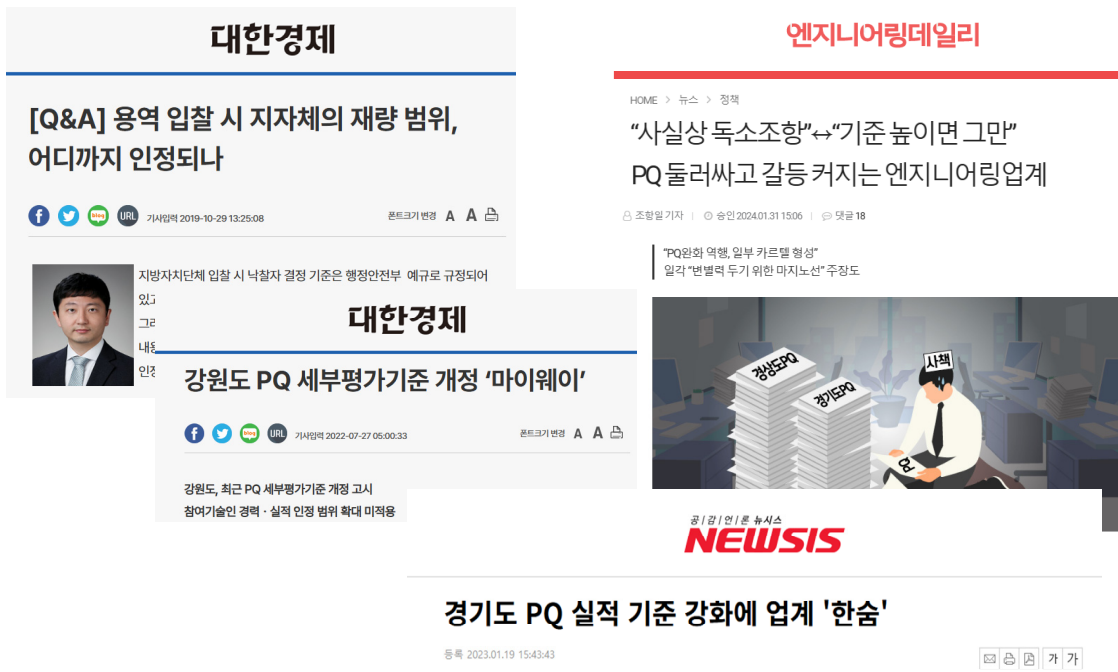 대한경제
[Q&A] 용역 입찰 시 지자체의 재량 범위,
어디까지 인정되나
f blog URL 기사입력 2019-10-29 13:25:08 폰트크기 변경 A A
지방자치단체 입찰 시 낙찰자 결정 기준은 행정안전부 예규로 규정되어
있고
그러
내용
인정
엔지니어링데일리
HOME > 뉴스 > 정책
“사실상 독소조항”↔“기준 높이면 그만”
PQ 둘러싸고 갈등 커지는 엔지니어링업계
조항일 기자 | 승인 2024.01.31 15:06 | 댓글 18
“PQ완화 역행, 일부 카르텔 형성”
일각 “변별력 두기 위한 마지노선” 주장도
경상도PQ
경기도PQ
사책
PQ
대한경제
강원도 PQ 세부평가기준 개정 ‘마이웨이’
f blog URL 기사입력 2022-07-27 05:00:33 폰트크기 변경 A A
강원도, 최근 PQ 세부평가기준 개정 고시
참여기술인 경력·실적 인정 범위 확대 미적용
공|감|언|론 뉴시스
NEWSIS
경기도 PQ 실적 기준 강화에 업계 '한숨'
등록 2023.01.19 15:43:43 가 가